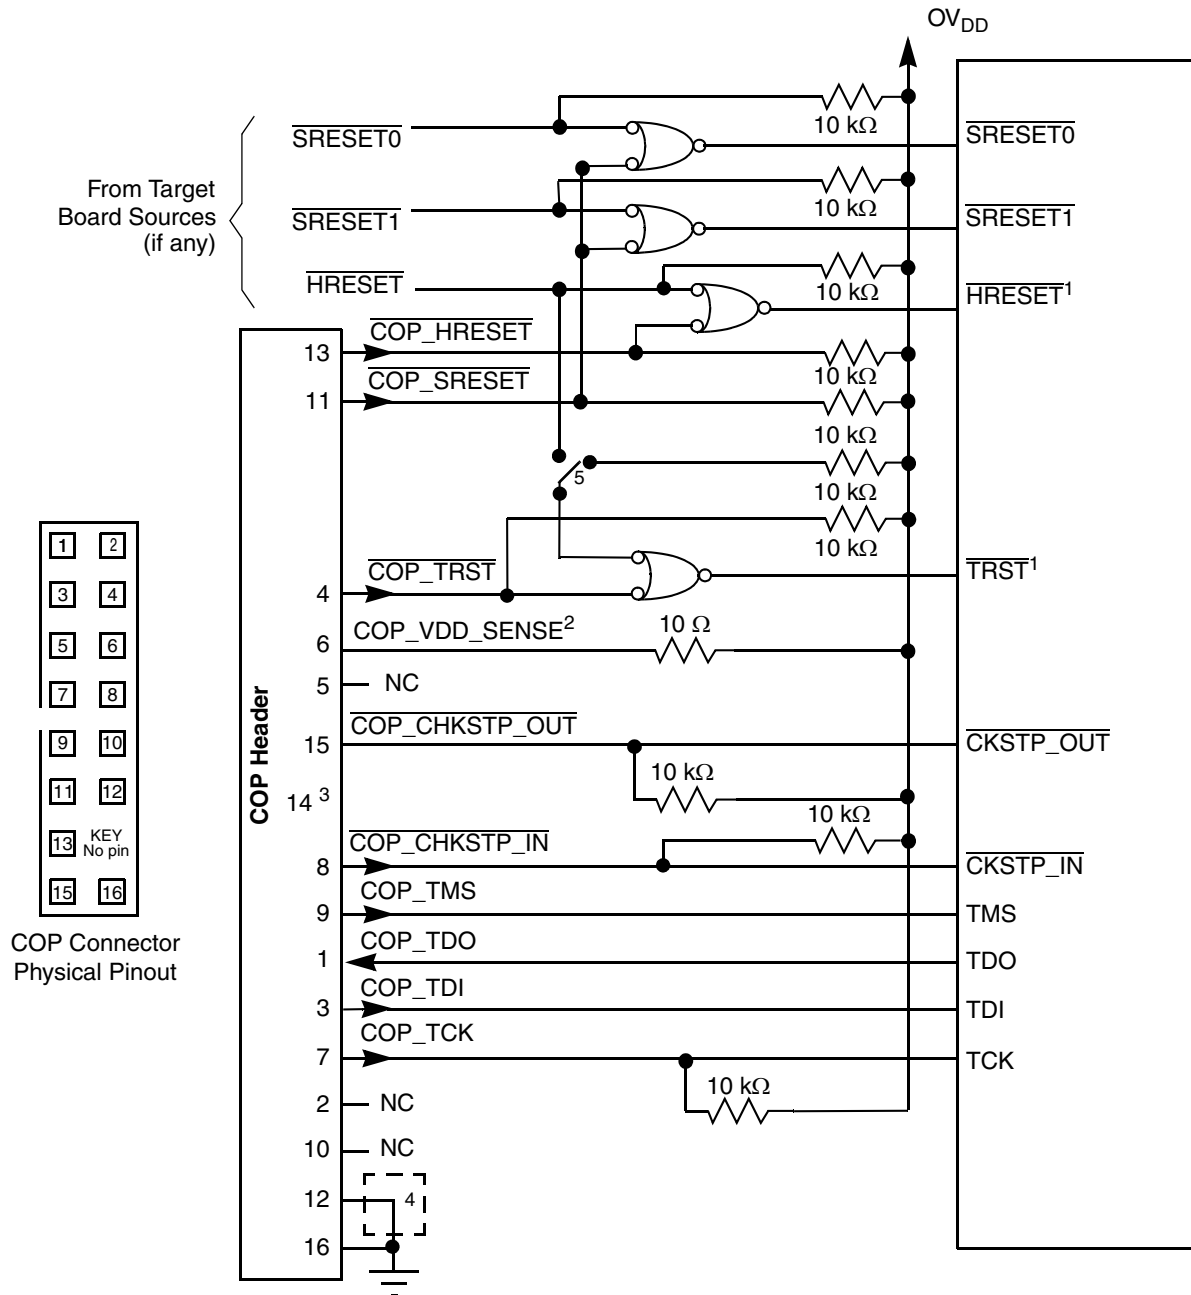 OVDD
10 kΩ
SRESET0
SRESET0
From Target
Board Sources
(if any)
10 kΩ
SRESET1
SRESET1
HRESET
10 kΩ
HRESET1
13
COP_HRESET
10 kΩ
11
COP_SRESET
10 kΩ
5
10 kΩ
10 kΩ
4
COP_TRST
TRST1
6
COP_VDD_SENSE2
10 Ω
5
NC
15
COP_CHKSTP_OUT
CKSTP_OUT
10 kΩ
14 3
10 kΩ
8
COP_CHKSTP_IN
CKSTP_IN
9
COP_TMS
TMS
1
COP_TDO
TDO
3
COP_TDI
TDI
7
COP_TCK
TCK
10 kΩ
2
NC
10
NC
12
4
16
COP Header
1 2
3 4
5 6
7 8
9 10
11 12
13 KEY
No pin
15 16
COP Connector
Physical Pinout